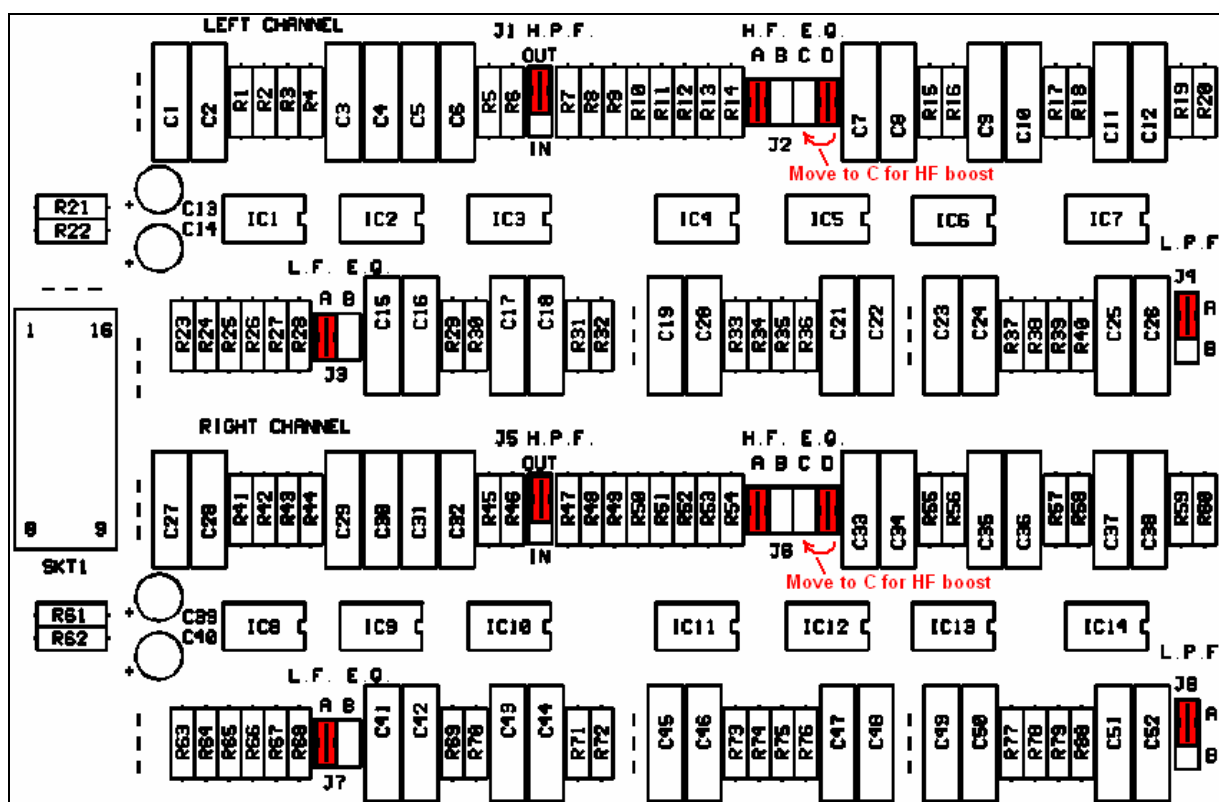 LEFT CHANNEL
J1 H.P.F.
OUT
IN
H.F. E.Q.
A B C D
J2
Move to C for HF boost
C1 C2 R1 R2 R3 R4 C3 C4 C5 C6 R5 R6 R7 R8 R9 R10 R11 R12 R13 R14 C7 C8 R15 R16 C9 C10 R17 R18 C11 C12 R19 R20
R21
R22
+ C13
C14
+
IC1 IC2 IC3 IC4 IC5 IC6 IC7
L.P.F
J4
A
B
L.F. E.Q.
A B
J3
R23 R24 R25 R26 R27 R28 C15 C16 R29 R30 C17 C18 R31 R32 C19 C20 R33 R34 R35 R36 C21 C22 C23 C24 R37 R38 R39 R40 C25 C26
1 16
8 9
SKT1
RIGHT CHANNEL
J5 H.P.F.
OUT
IN
H.F. E.Q.
A B C D
J6
Move to C for HF boost
C27 C28 R41 R42 R43 R44 C29 C30 C31 C32 R45 R46 R47 R48 R49 R50 R51 R52 R53 R54 C33 C34 R55 R56 C35 C36 R57 R58 C37 C38 R59 R60
R61
R62
+ C39
C40
+
IC8 IC9 IC10 IC11 IC12 IC13 IC14
L.P.F
J8
A
B
L.F. E.Q.
A B
J7
R63 R64 R65 R66 R67 R68 C41 C42 R69 R70 C43 C44 R71 R72 C45 C46 R73 R74 R75 R76 C47 C48 C49 C50 R77 R78 R79 R80 C51 C52